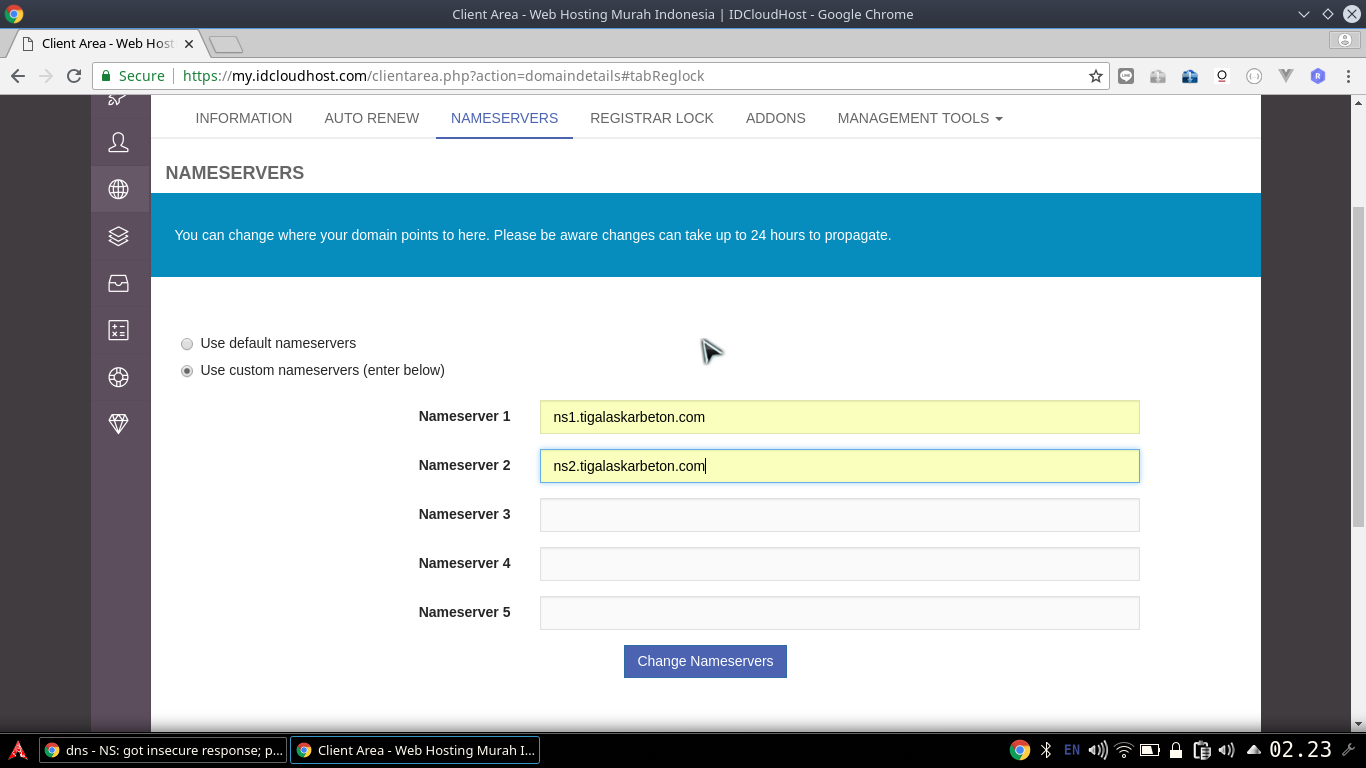 Client Area - Web Hosting Murah Indonesia | IDCloudHost - Google Chrome
Client Area - Web Host
Secure https://my.idcloudhost.com/clientarea.php?action=domaindetails#tabReglock
INFORMATION AUTO RENEW NAMESERVERS REGISTRAR LOCK ADDONS MANAGEMENT TOOLS
NAMESERVERS
You can change where your domain points to here. Please be aware changes can take up to 24 hours to propagate.
Use default nameservers
Use custom nameservers (enter below)
Nameserver 1 ns1.tigalaskarbeton.com
Nameserver 2 ns2.tigalaskarbeton.com
Nameserver 3
Nameserver 4
Nameserver 5
Change Nameservers
dns - NS: got insecure response; p... Client Area - Web Hosting Murah I... EN 02.23